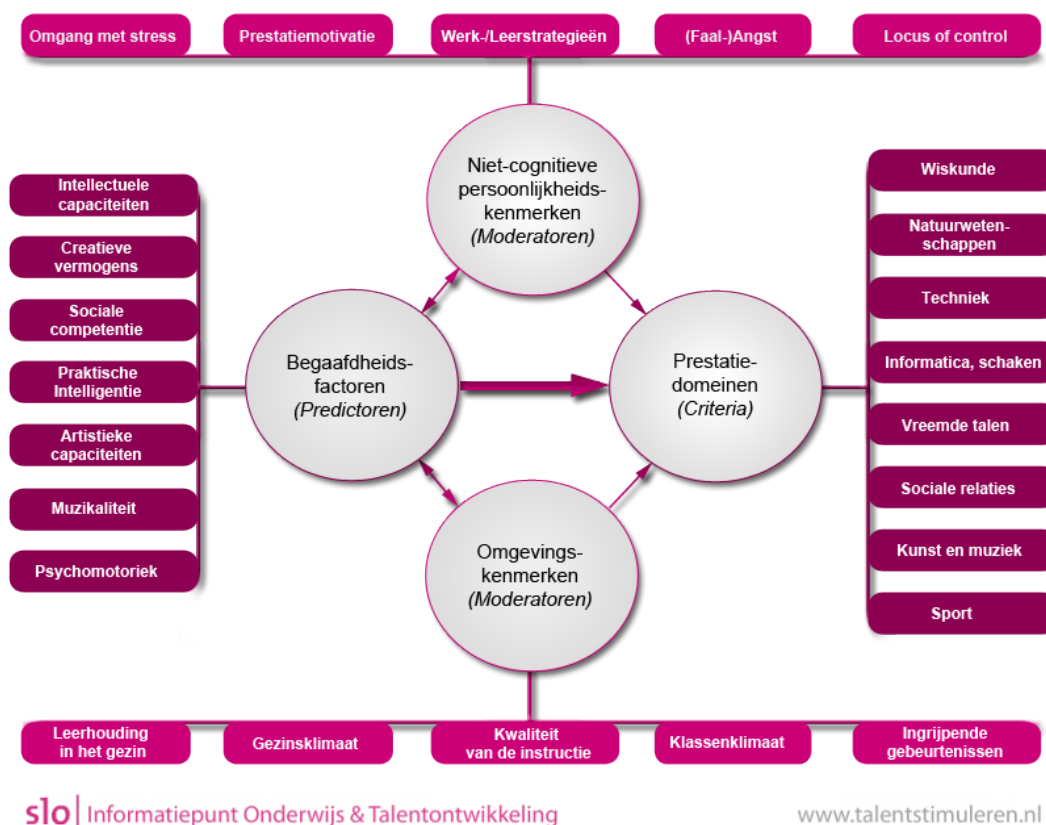 Omgang met stress
Prestatiemotivatie
Werk-/Leerstrategieën
(Faal-)Angst
Locus of control
Niet-cognitieve
persoonlijkheids-
kenmerken
(Moderatoren)
Intellectuele
capaciteiten
Creatieve
vermogens
Sociale
competentie
Praktische
Intelligentie
Artistieke
capaciteiten
Muzikaliteit
Psychomotoriek
Begaafdheids-
factoren
(Predictoren)
Prestatie-
domeinen
(Criteria)
Wiskunde
Natuurweten-
schappen
Techniek
Informatica, schaken
Vreemde talen
Sociale relaties
Kunst en muziek
Sport
Omgevings-
kenmerken
(Moderatoren)
Leerhouding
in het gezin
Gezinsklimaat
Kwaliteit
van de instructie
Klassenklimaat
Ingrijpende
gebeurtenissen
slo | Informatiepunt Onderwijs & Talentontwikkeling
www.talentstimuleren.nl